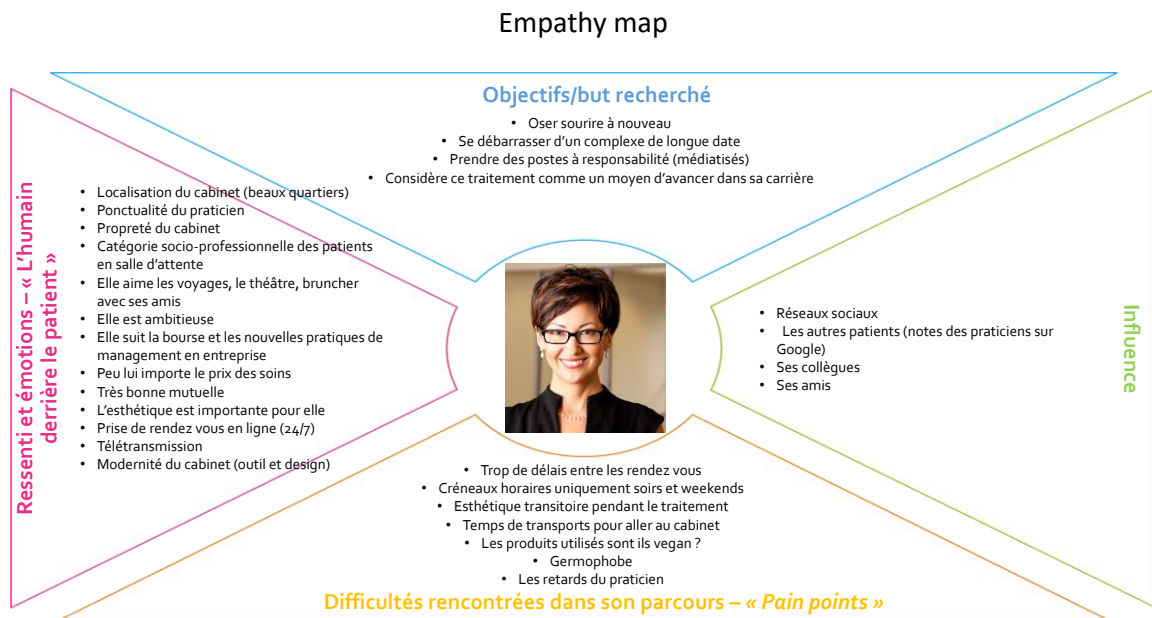 Empathy map
Objectifs/but recherché
• Oser sourire à nouveau
• Se débarrasser d'un complexe de longue date
• Prendre des postes à responsabilité (médiatisés)
• Considère ce traitement comme un moyen d'avancer dans sa carrière
Ressenti et émotions – « L'humain
derrière le patient »
• Localisation du cabinet (beaux quartiers)
• Ponctualité du praticien
• Propreté du cabinet
• Catégorie socio-professionnelle des patients
en salle d'attente
• Elle aime les voyages, le théâtre, bruncher
avec ses amis
• Elle est ambitieuse
• Elle suit la bourse et les nouvelles pratiques de
management en entreprise
• Peu lui importe le prix des soins
• Très bonne mutuelle
• L'esthétique est importante pour elle
• Prise de rendez vous en ligne (24/7)
• Télétransmission
• Modernité du cabinet (outil et design)
• Réseaux sociaux
• Les autres patients (notes des praticiens sur
Google)
• Ses collègues
• Ses amis
Influence
• Trop de délais entre les rendez vous
• Créneaux horaires uniquement soirs et weekends
• Esthétique transitoire pendant le traitement
• Temps de transports pour aller au cabinet
• Les produits utilisés sont ils vegan ?
• Germophobe
• Les retards du praticien
Difficultés rencontrées dans son parcours – « Pain points »